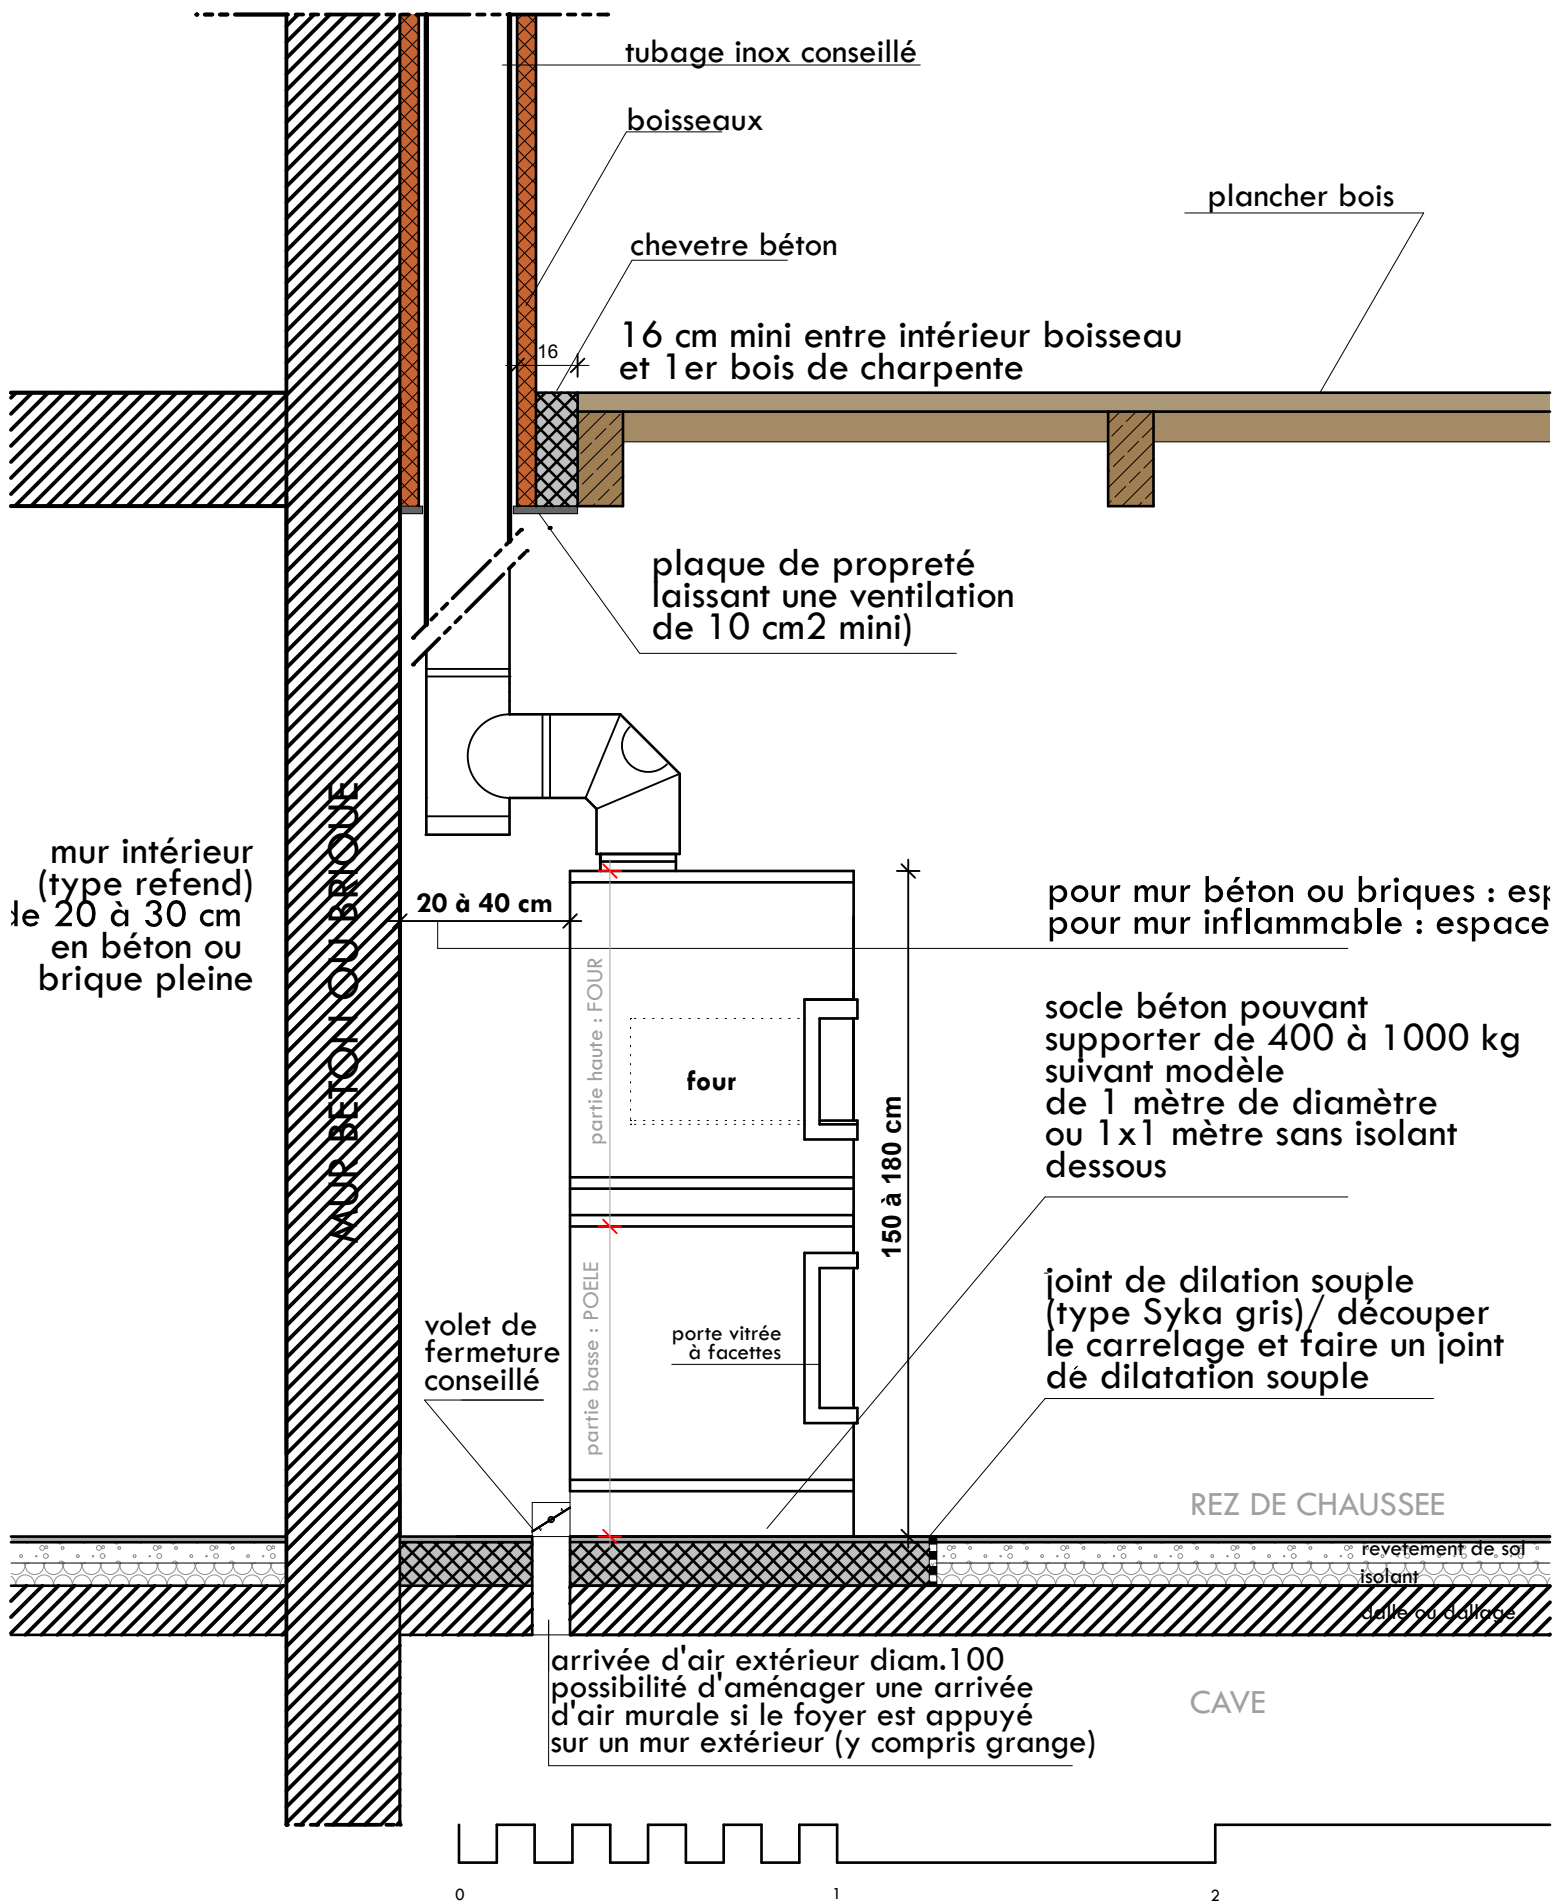 tubage inox conseillé
boisseaux
plancher bois
chevetre béton
16 cm mini entre intérieur boisseau
et 1er bois de charpente
16
plaque de propreté
laissant une ventilation
de 10 cm2 mini)
MUR BETON OU BRIQUE
mur intérieur
(type refend)
de 20 à 30 cm
en béton ou
brique pleine
20 à 40 cm
pour mur béton ou briques :
pour mur inflammable : espace
partie haute : FOUR
four
150 à 180 cm
socle béton pouvant
supporter de 400 à 1000 kg
suivant modèle
de 1 mètre de diamètre
ou 1x1 mètre sans isolant
dessous
joint de dilation souple
(type Syka gris)/ découper
le carrelage et faire un joint
de dilatation souple
volet de
fermeture
conseillé
partie basse : POELE
porte vitrée
à facettes
REZ DE CHAUSSEE
revetement de sol
isolant
dalle ou dallage
arrivée d'air extérieur diam.100
possibilité d'aménager une arrivée
d'air murale si le foyer est appuyé
sur un mur extérieur (y compris grange)
CAVE
0 1 2